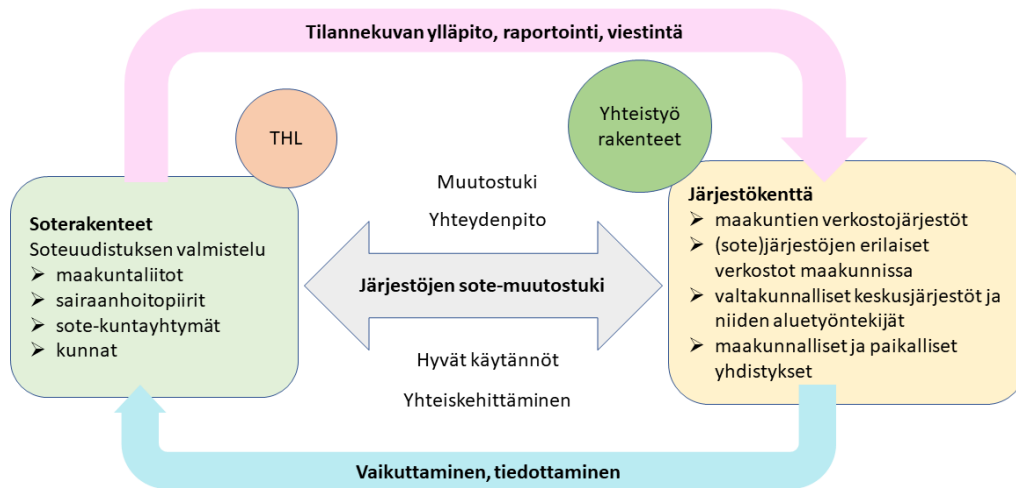 Tilannekuvan ylläpito, raportointi, viestintä
THL
Yhteistyö
rakenteet
Soterakenteet
Soteuudistuksen valmistelu
➢ maakuntaliitot
➢ sairaanhoitopiirit
➢ sote-kuntayhtymät
➢ kunnat
Muutostuki
Yhteydenpito
Järjestöjen sote-muutostuki
Hyvät käytännöt
Yhteiskehittäminen
Järjestökenttä
➢ maakuntien verkostojärjestöt
➢ (sote)järjestöjen erilaiset
verkostot maakunnissa
➢ valtakunnalliset keskusjärjestöt ja
niiden aluetyöntekijät
➢ maakunnalliset ja paikalliset
yhdistykset
Vaikuttaminen, tiedottaminen